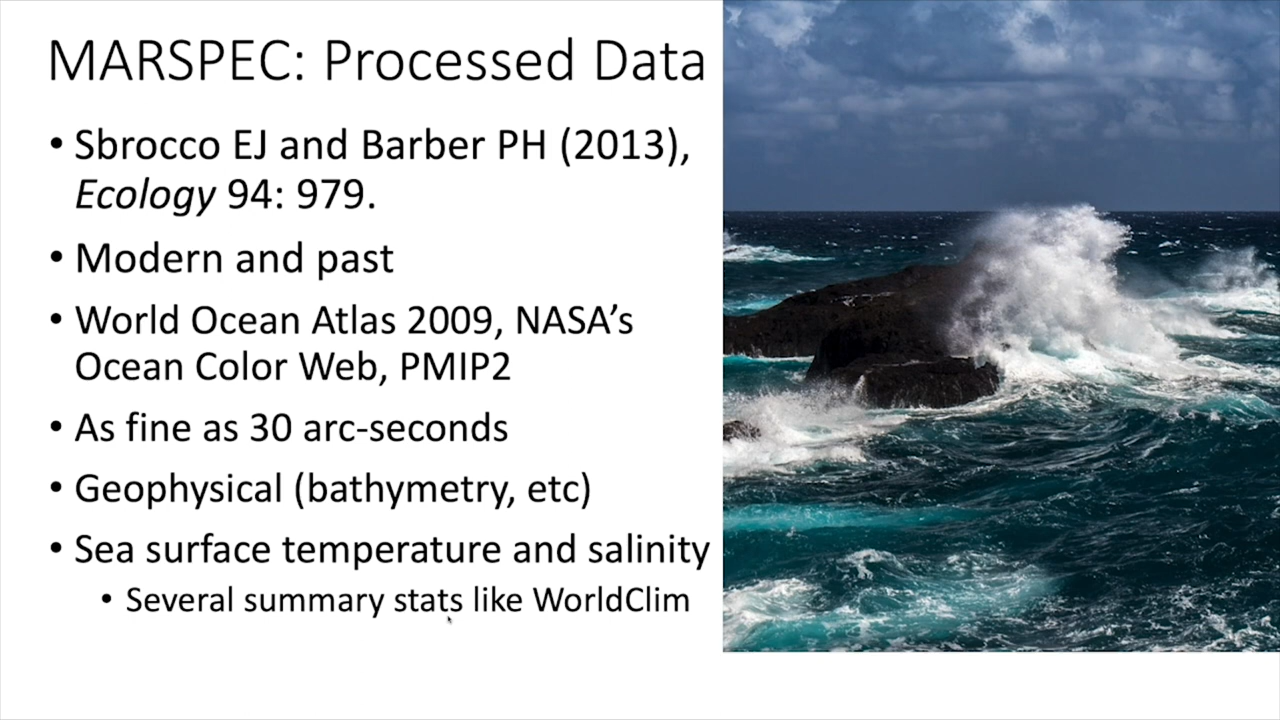 MARSPEC: Processed Data
• Sbrocco EJ and Barber PH (2013),
Ecology 94: 979.
• Modern and past
• World Ocean Atlas 2009, NASA's
Ocean Color Web, PMIP2
• As fine as 30 arc-seconds
• Geophysical (bathymetry, etc)
• Sea surface temperature and salinity
• Several summary stats like WorldClim